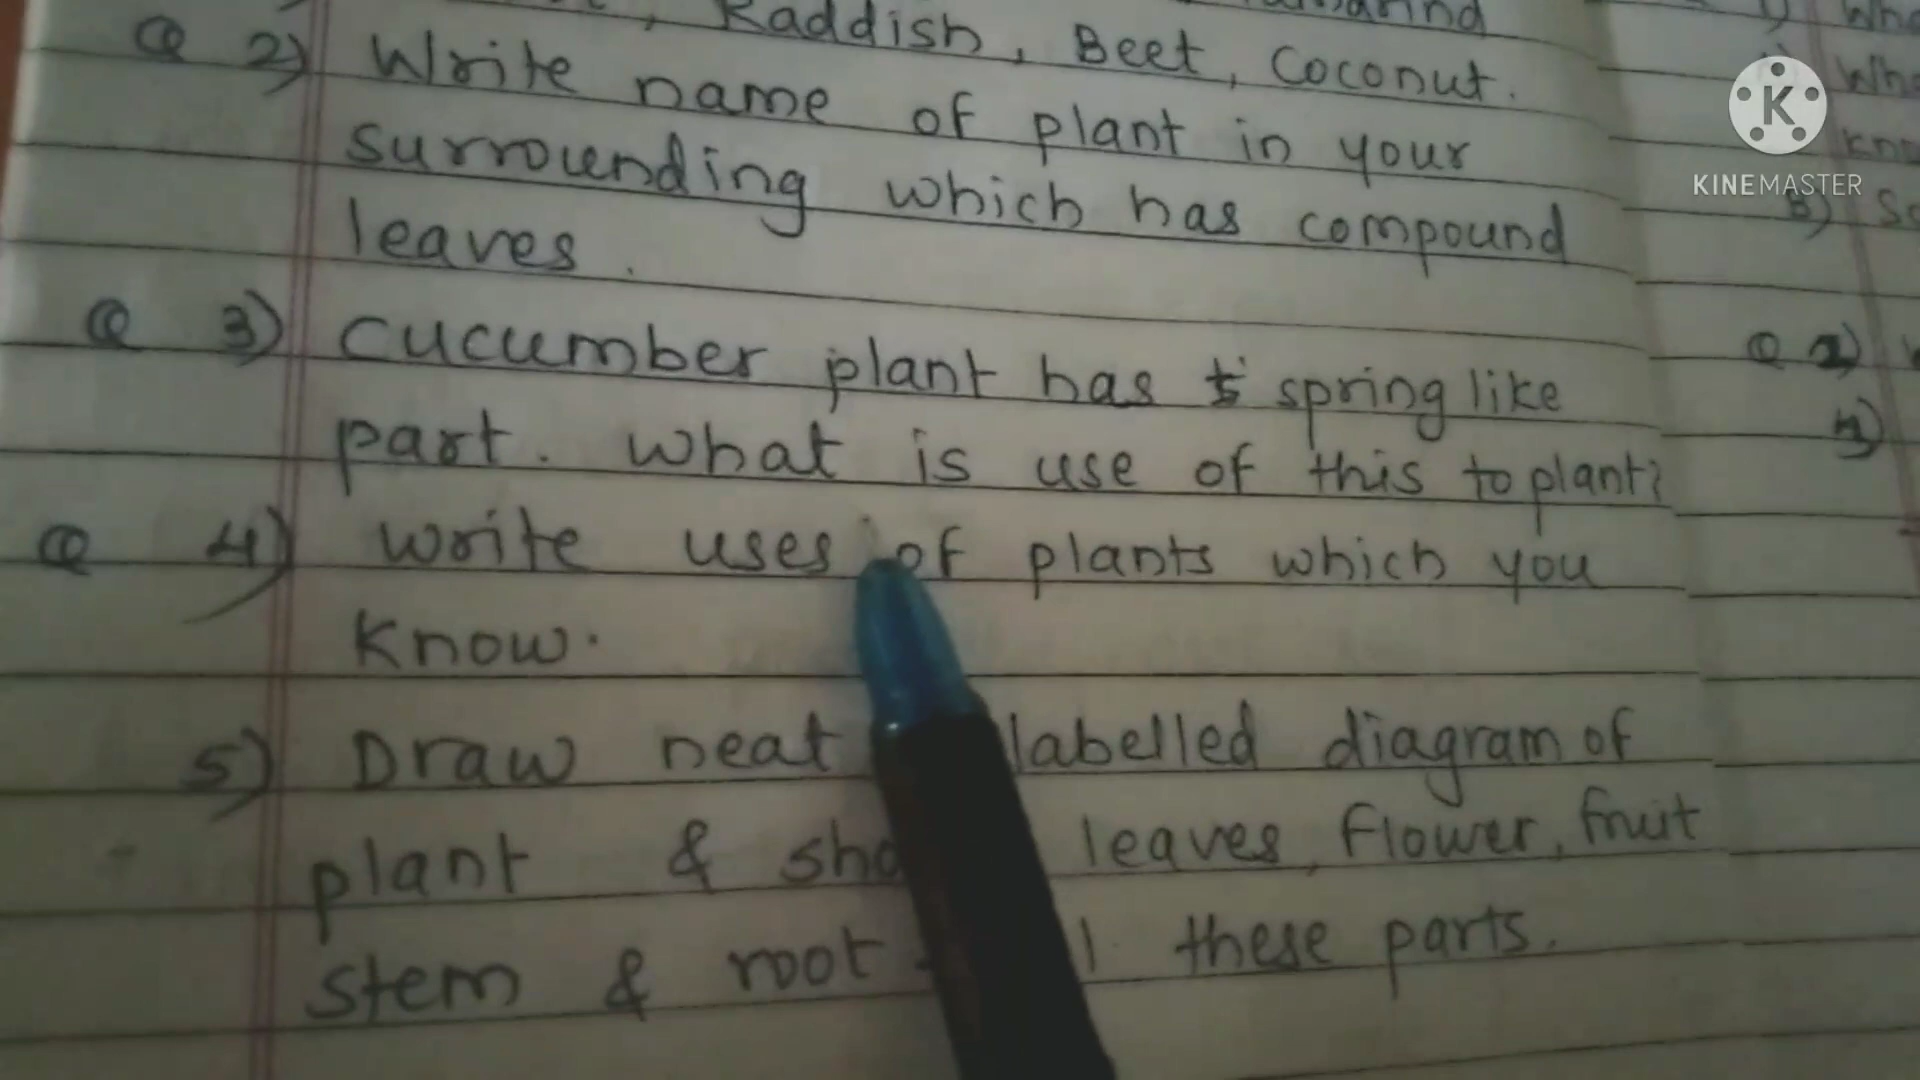 Raddish, Beet, Coconut.
Q 2) Write name of plant in your
surrounding which has compound
leaves.
Q 3) Cucumber plant has spring like
part. What is use of this to plant?
Q 4) Write uses of plants which you
know.
5) Draw neat labelled diagram of
plant & leaves, flower, fruit
stem & root these parts.
KINEMASTER